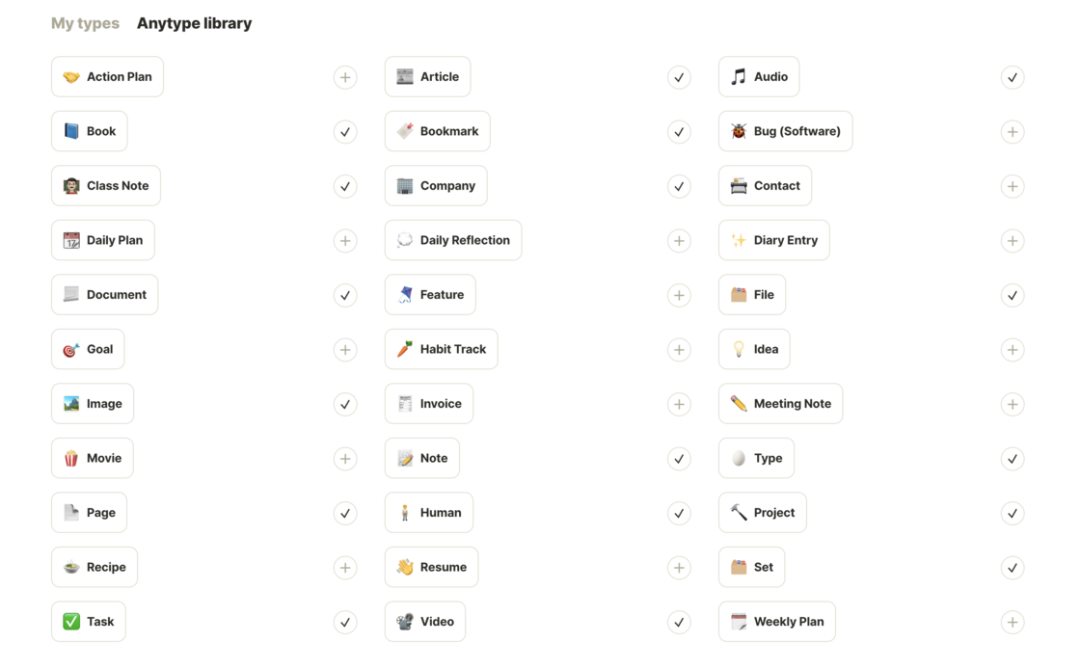 My types Anytype library
Action Plan Article Audio
Book Bookmark Bug (Software)
Class Note Company Contact
Daily Plan Daily Reflection Diary Entry
Document Feature File
Goal Habit Track Idea
Image Invoice Meeting Note
Movie Note Type
Page Human Project
Recipe Resume Set
Task Video Weekly Plan